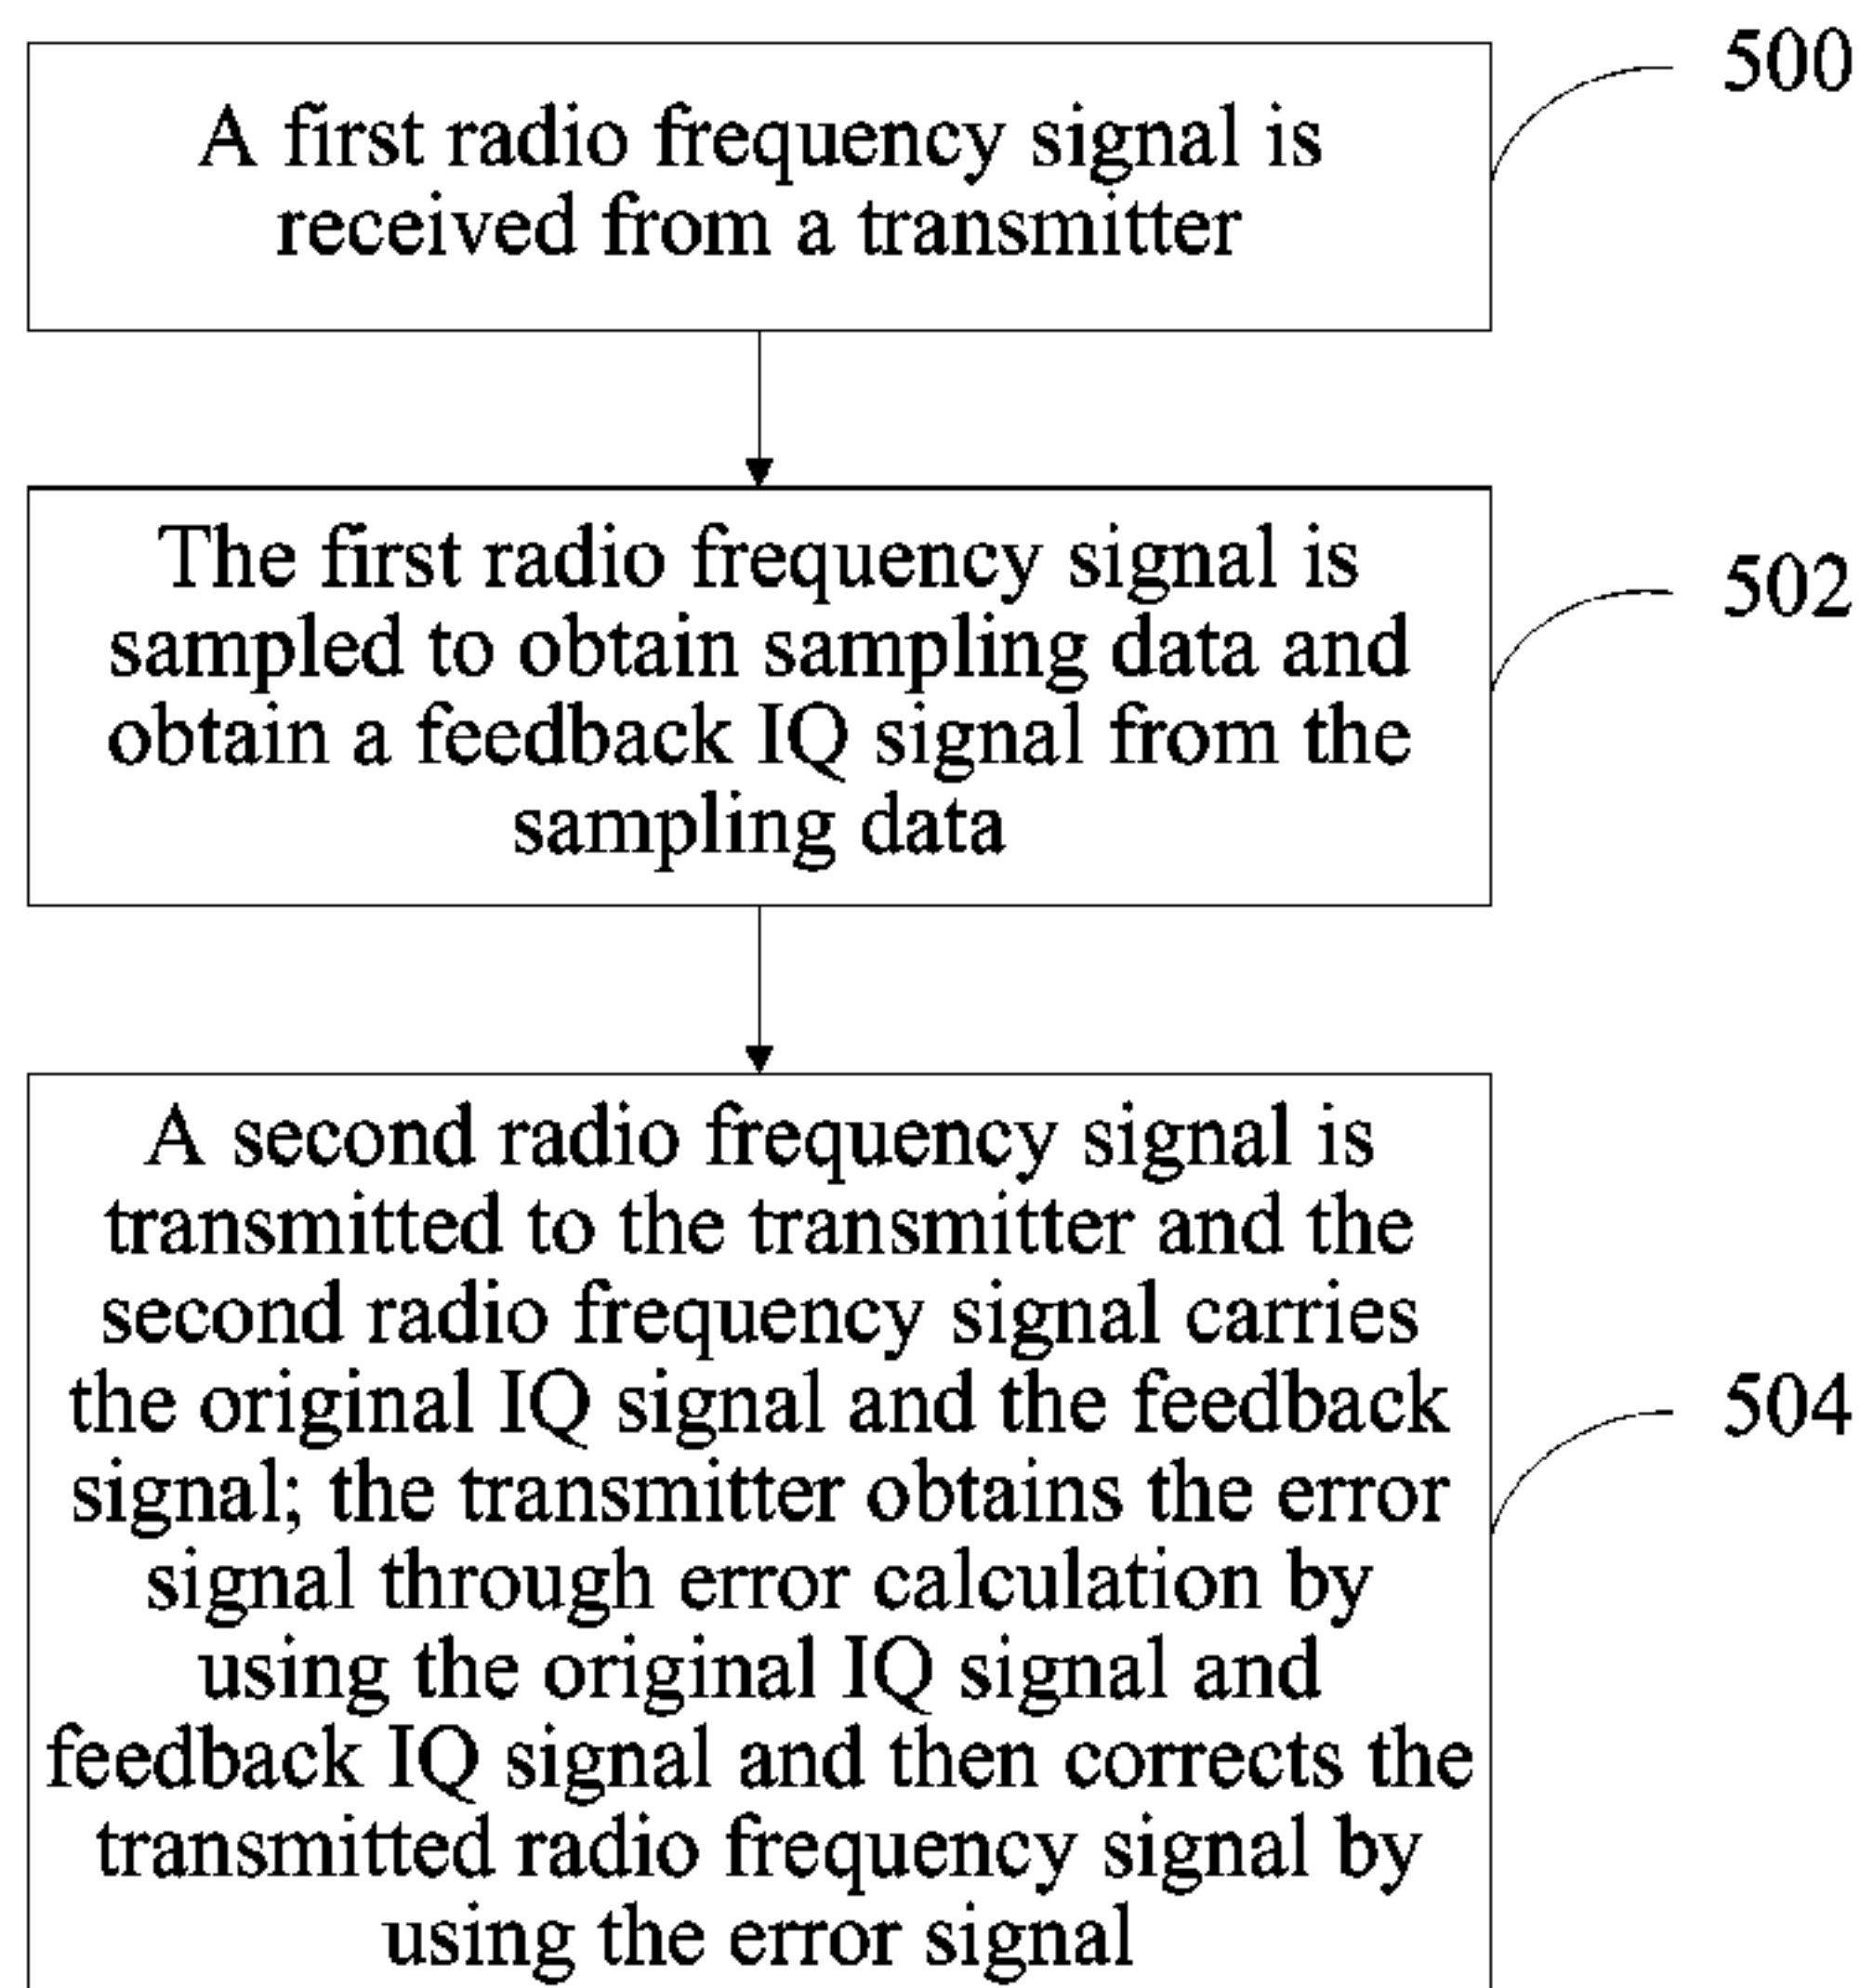 500
A first radio frequency signal is
received from a transmitter
The first radio frequency signal is
sampled to obtain sampling data and
obtain a feedback IQ signal from the
sampling data
502
A second radio frequency signal is
transmitted to the transmitter and the
second radio frequency signal carries
the original IQ signal and the feedback
signal; the transmitter obtains the error
signal through error calculation by
using the original IQ signal and
feedback IQ signal and then corrects the
transmitted radio frequency signal by
using the error signal
504